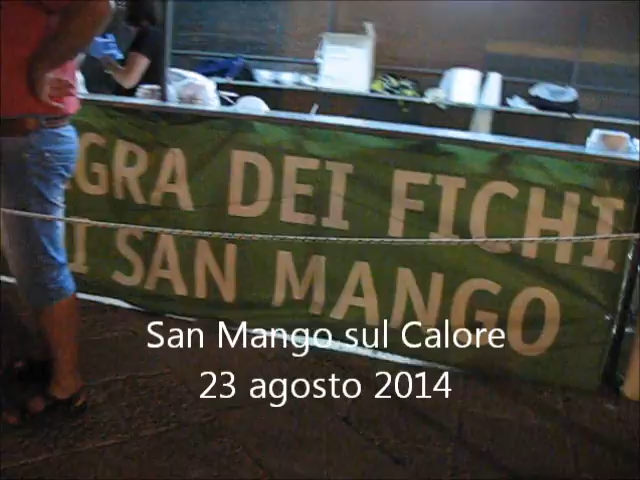 GRA DEI FICHI
I SAN MANGO
San Mango sul Calore
23 agosto 2014